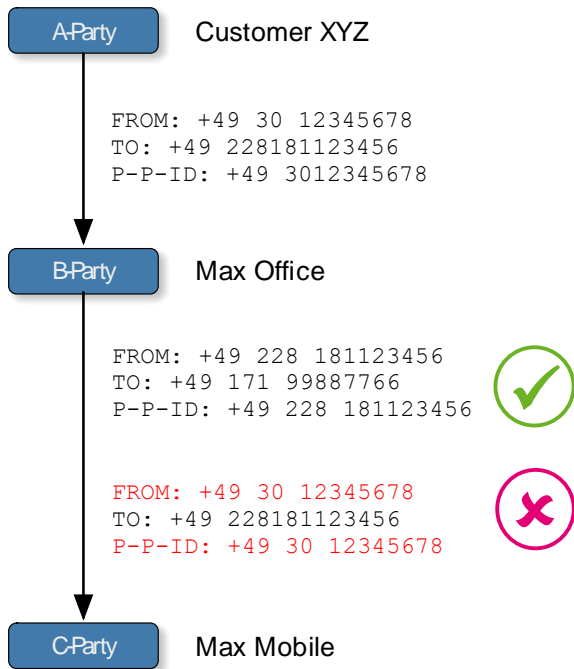 A-Party Customer XYZ
FROM: +49 30 12345678
TO: +49 228181123456
P-P-ID: +49 3012345678
B-Party Max Office
FROM: +49 228 181123456
TO: +49 171 99887766
P-P-ID: +49 228 181123456
FROM: +49 30 12345678
TO: +49 228181123456
P-P-ID: +49 30 12345678
C-Party Max Mobile